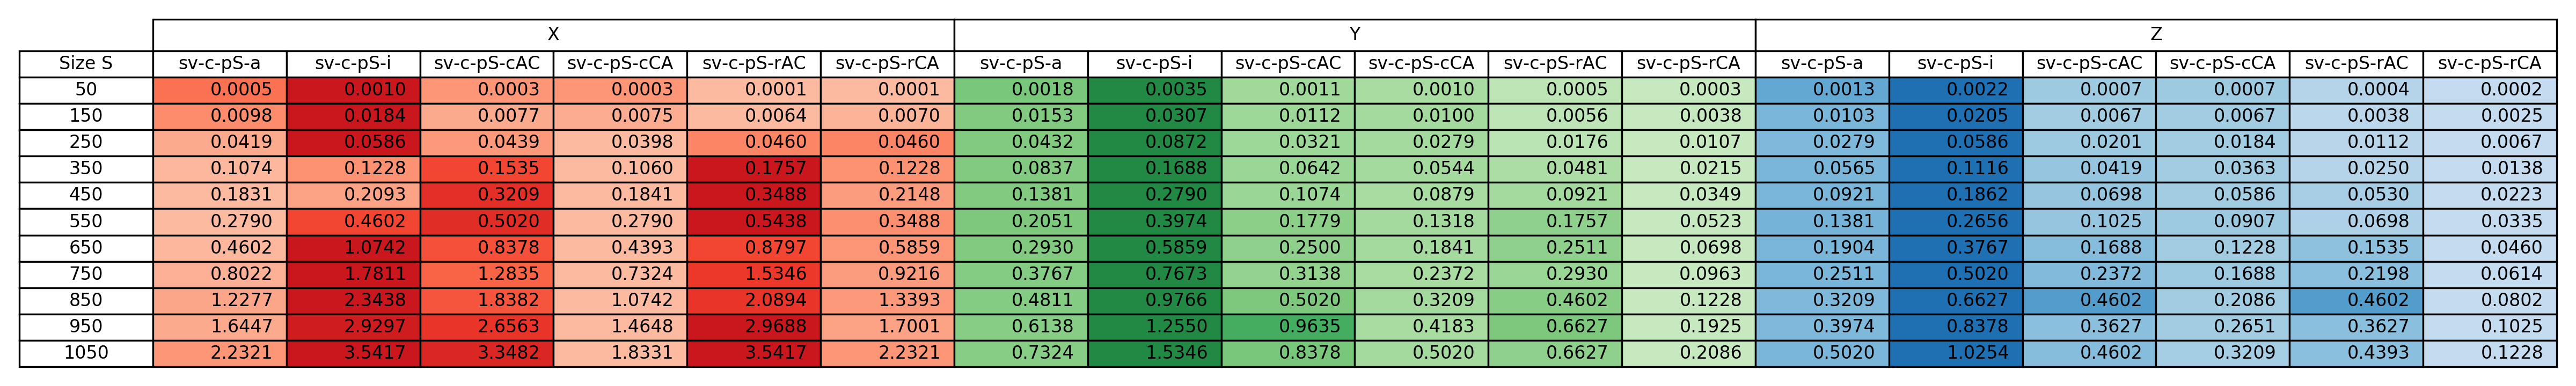 X Y Z
Size S sv-c-pS-a sv-c-pS-i sv-c-pS-cAC sv-c-pS-cCA sv-c-pS-rAC sv-c-pS-rCA sv-c-pS-a sv-c-pS-i sv-c-pS-cAC sv-c-pS-cCA sv-c-pS-rAC sv-c-pS-rCA sv-c-pS-a sv-c-pS-i sv-c-pS-cAC sv-c-pS-cCA sv-c-pS-rAC sv-c-pS-rCA
50 0.0005 0.0010 0.0003 0.0003 0.0001 0.0001 0.0018 0.0035 0.0011 0.0010 0.0005 0.0003 0.0013 0.0022 0.0007 0.0007 0.0004 0.0002
150 0.0098 0.0184 0.0077 0.0075 0.0064 0.0070 0.0153 0.0307 0.0112 0.0100 0.0056 0.0038 0.0103 0.0205 0.0067 0.0067 0.0038 0.0025
250 0.0419 0.0586 0.0439 0.0398 0.0460 0.0460 0.0432 0.0872 0.0321 0.0279 0.0176 0.0107 0.0279 0.0586 0.0201 0.0184 0.0112 0.0067
350 0.1074 0.1228 0.1535 0.1060 0.1757 0.1228 0.0837 0.1688 0.0642 0.0544 0.0481 0.0215 0.0565 0.1116 0.0419 0.0363 0.0250 0.0138
450 0.1831 0.2093 0.3209 0.1841 0.3488 0.2148 0.1381 0.2790 0.1074 0.0879 0.0921 0.0349 0.0921 0.1862 0.0698 0.0586 0.0530 0.0223
550 0.2790 0.4602 0.5020 0.2790 0.5438 0.3488 0.2051 0.3974 0.1779 0.1318 0.1757 0.0523 0.1381 0.2656 0.1025 0.0907 0.0698 0.0335
650 0.4602 1.0742 0.8378 0.4393 0.8797 0.5859 0.2930 0.5859 0.2500 0.1841 0.2511 0.0698 0.1904 0.3767 0.1688 0.1228 0.1535 0.0460
750 0.8022 1.7811 1.2835 0.7324 1.5346 0.9216 0.3767 0.7673 0.3138 0.2372 0.2930 0.0963 0.2511 0.5020 0.2372 0.1688 0.2198 0.0614
850 1.2277 2.3438 1.8382 1.0742 2.0894 1.3393 0.4811 0.9766 0.5020 0.3209 0.4602 0.1228 0.3209 0.6627 0.4602 0.2086 0.4602 0.0802
950 1.6447 2.9297 2.6563 1.4648 2.9688 1.7001 0.6138 1.2550 0.9635 0.4183 0.6627 0.1925 0.3974 0.8378 0.3627 0.2651 0.3627 0.1025
1050 2.2321 3.5417 3.3482 1.8331 3.5417 2.2321 0.7324 1.5346 0.8378 0.5020 0.6627 0.2086 0.5020 1.0254 0.4602 0.3209 0.4393 0.1228